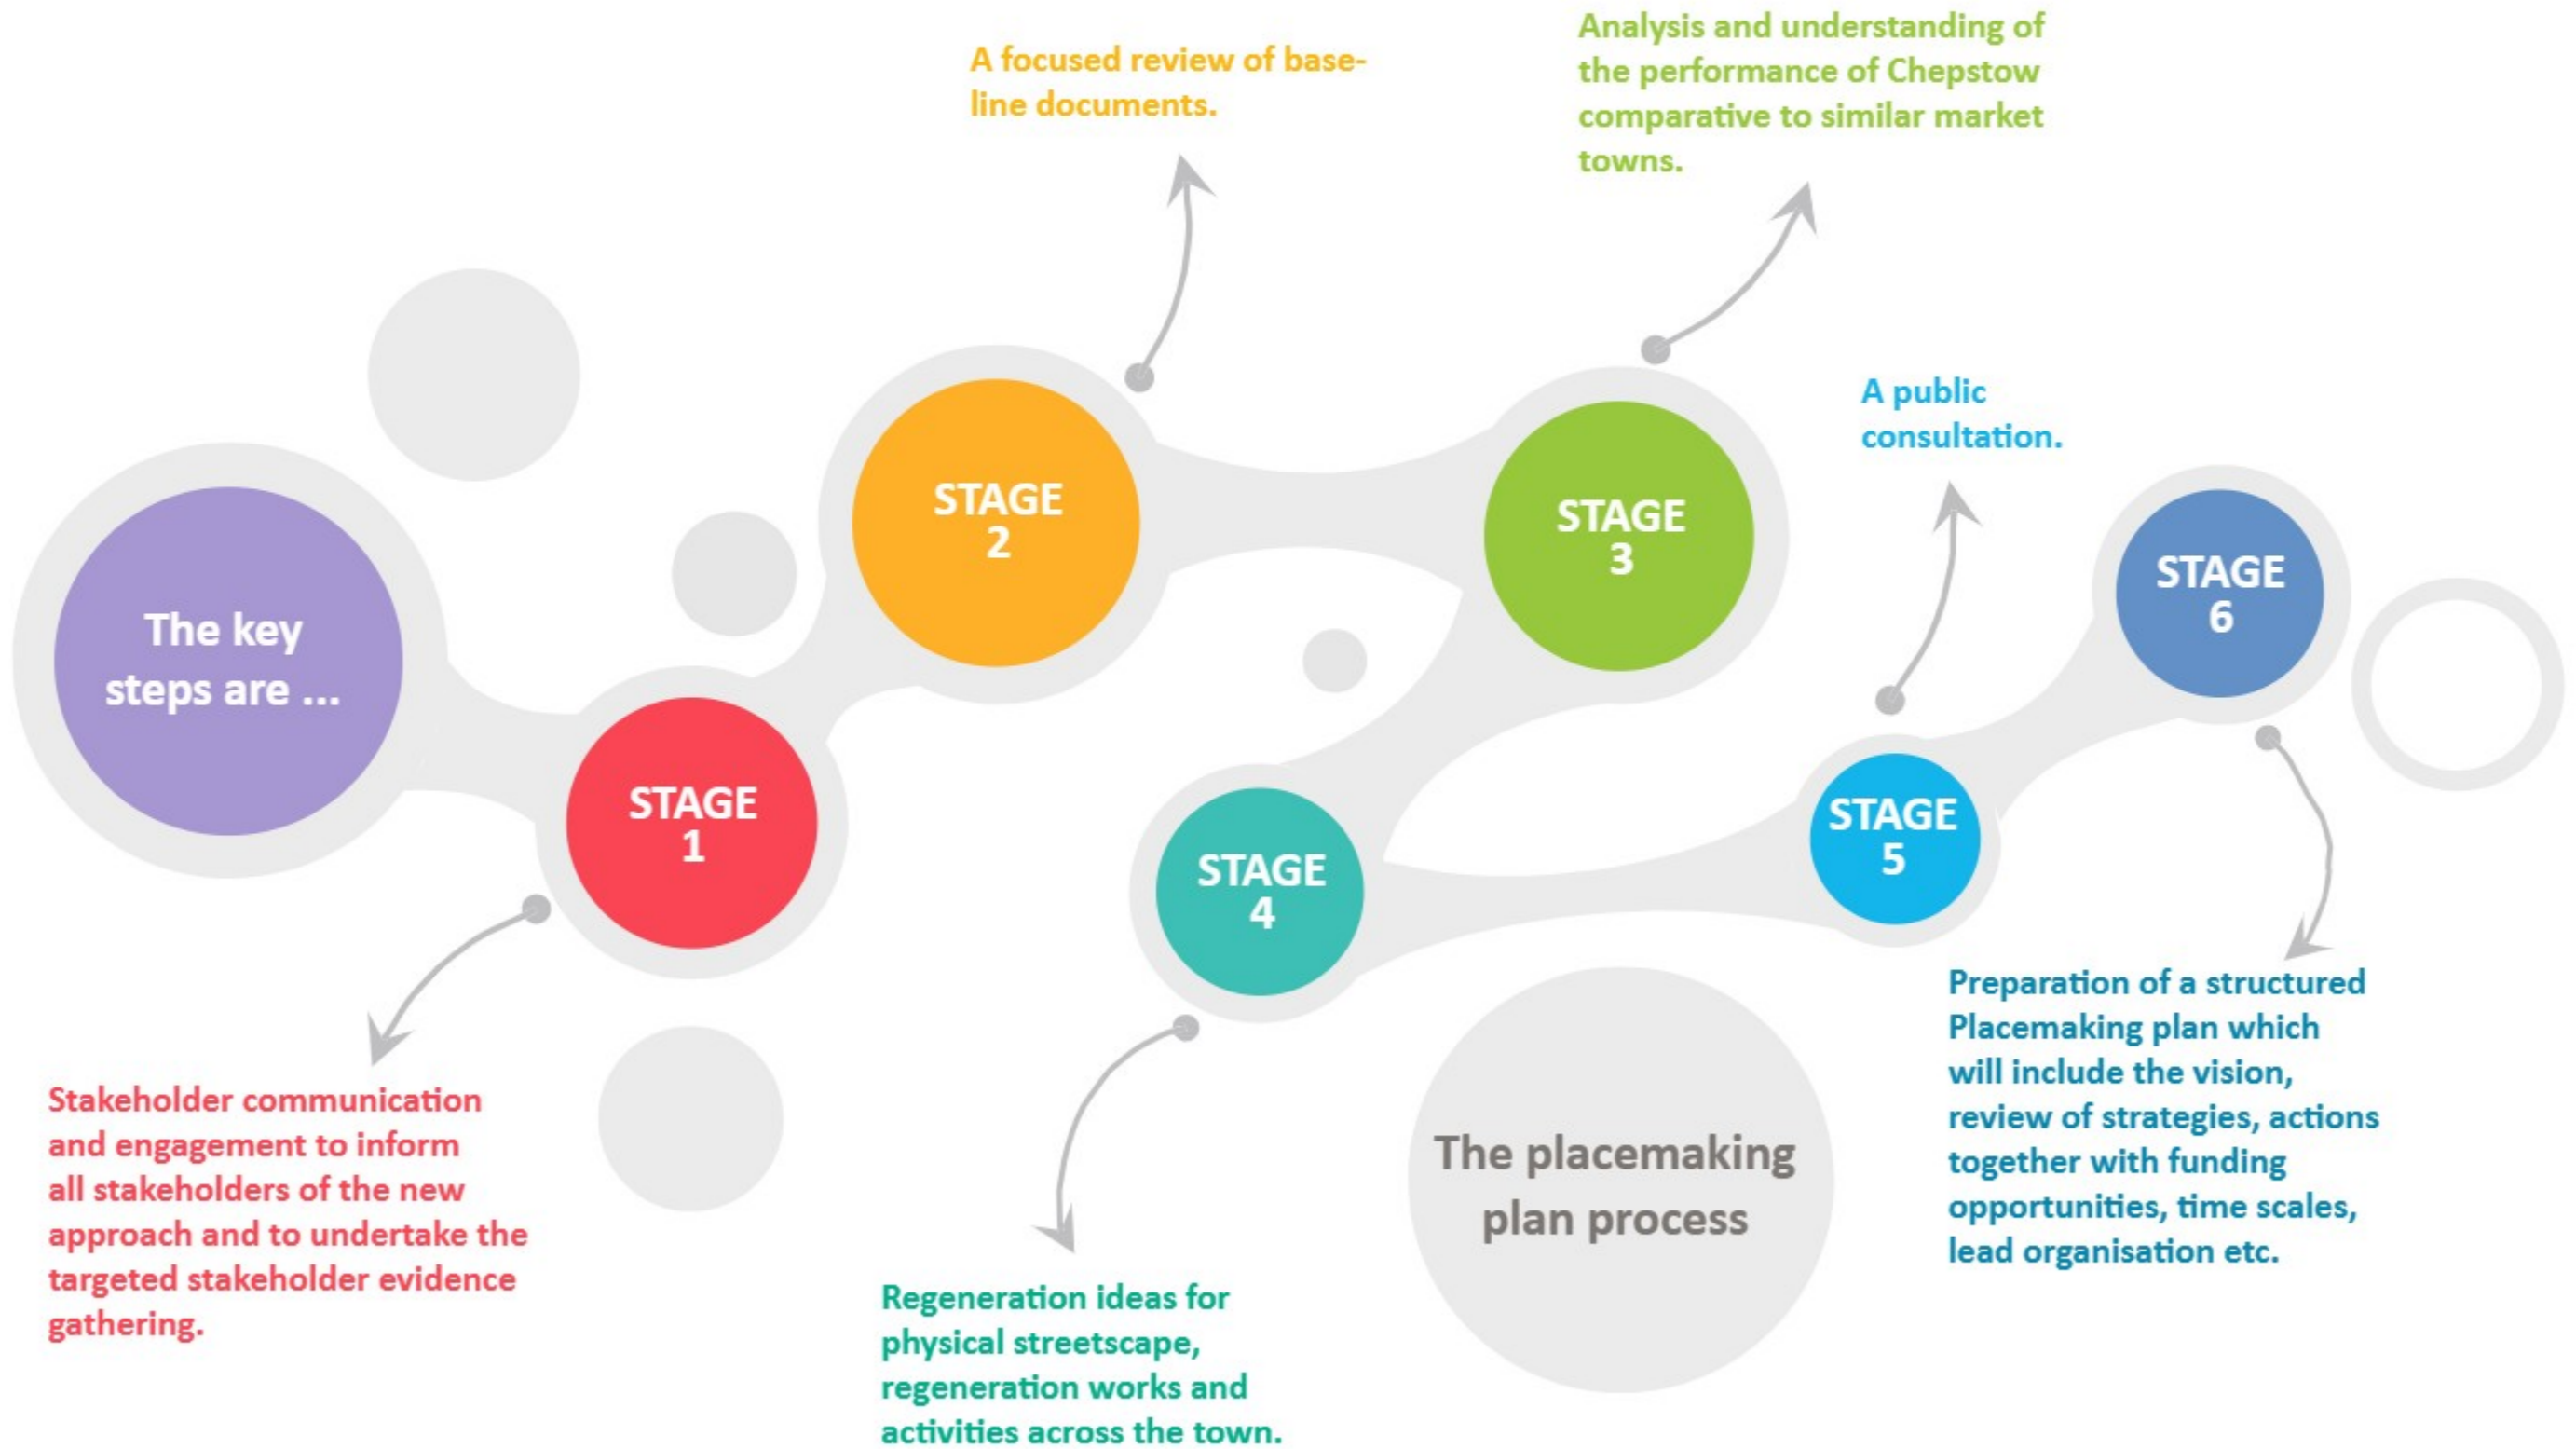 The key
steps are ...
STAGE
1
Stakeholder communication
and engagement to inform
all stakeholders of the new
approach and to undertake the
targeted stakeholder evidence
gathering.
STAGE
2
A focused review of base-
line documents.
STAGE
3
Analysis and understanding of
the performance of Chepstow
comparative to similar market
towns.
STAGE
4
Regeneration ideas for
physical streetscape,
regeneration works and
activities across the town.
STAGE
5
A public
consultation.
STAGE
6
Preparation of a structured
Placemaking plan which
will include the vision,
review of strategies, actions
together with funding
opportunities, time scales,
lead organisation etc.
The placemaking
plan process